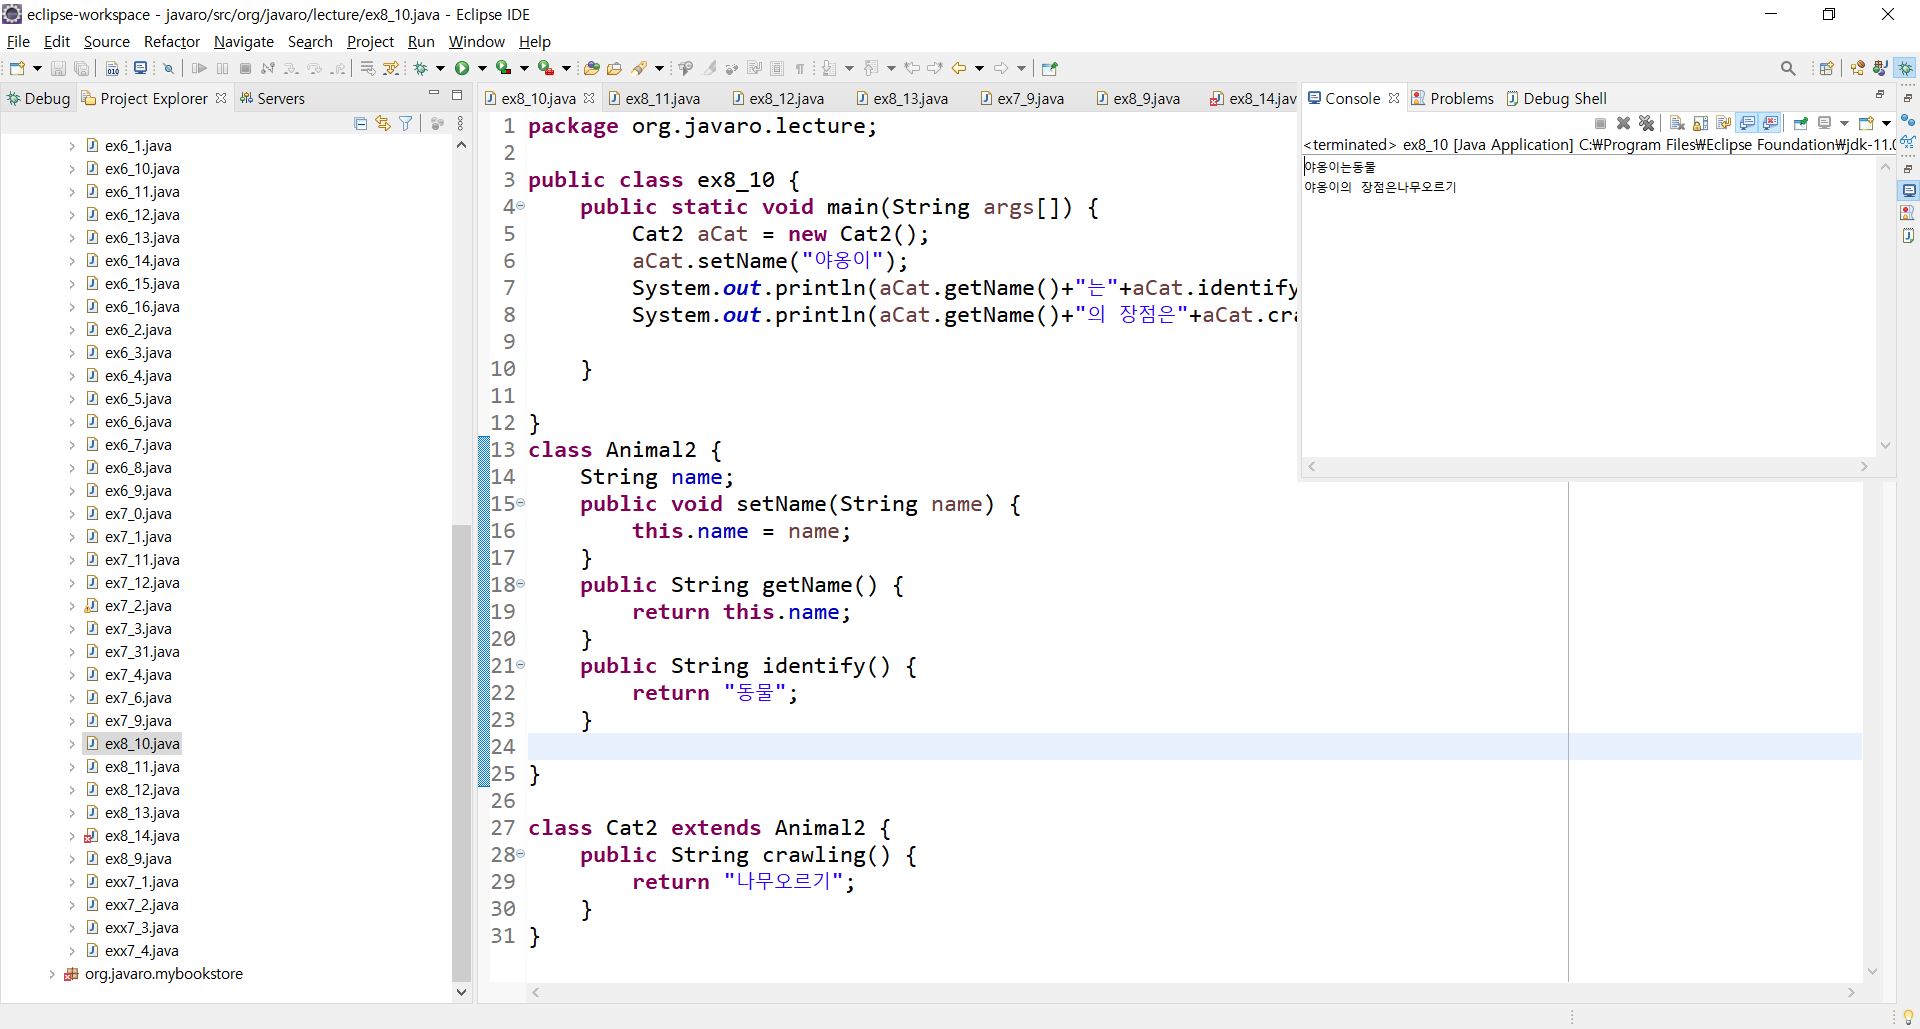 eclipse-workspace - javaro/src/org/javaro/lecture/ex8_10.java - Eclipse IDE
File Edit Source Refactor Navigate Search Project Run Window Help
Debug Project Explorer Servers
ex6_1.java
ex6_10.java
ex6_11.java
ex6_12.java
ex6_13.java
ex6_14.java
ex6_15.java
ex6_16.java
ex6_2.java
ex6_3.java
ex6_4.java
ex6_5.java
ex6_6.java
ex6_7.java
ex6_8.java
ex6_9.java
ex7_0.java
ex7_1.java
ex7_11.java
ex7_12.java
ex7_2.java
ex7_3.java
ex7_31.java
ex7_4.java
ex7_6.java
ex7_9.java
ex8_10.java
ex8_11.java
ex8_12.java
ex8_13.java
ex8_14.java
ex8_9.java
exx7_1.java
exx7_2.java
exx7_3.java
exx7_4.java
org.javaro.mybookstore
ex8_10.java ex8_11.java ex8_12.java ex8_13.java ex7_9.java ex8_9.java ex8_14.jav
1 package org.javaro.lecture;
2
3 public class ex8_10 {
4     public static void main(String args[]) {
5         Cat2 aCat = new Cat2();
6         aCat.setName("야옹이");
7         System.out.println(aCat.getName()+"는"+aCat.identify
8         System.out.println(aCat.getName()+"의 장점은"+aCat.cra
9
10     }
11
12 }
13 class Animal2 {
14     String name;
15     public void setName(String name) {
16         this.name = name;
17     }
18     public String getName() {
19         return this.name;
20     }
21     public String identify() {
22         return "동물";
23     }
24
25 }
26
27 class Cat2 extends Animal2 {
28     public String crawling() {
29         return "나무오르기";
30     }
31 }
Console Problems Debug Shell
<terminated> ex8_10 [Java Application] C:₩Program Files₩Eclipse Foundation₩jdk-11.0
야옹이는동물
야옹이의 장점은나무오르기